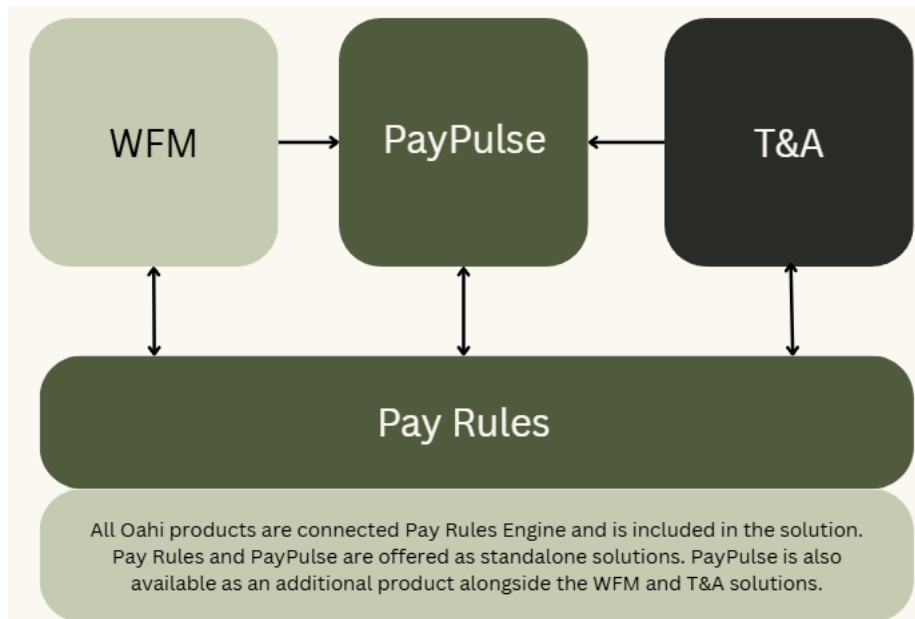 WFM
PayPulse
T&A
Pay Rules
All Oahi products are connected Pay Rules Engine and is included in the solution.
Pay Rules and PayPulse are offered as standalone solutions. PayPulse is also
available as an additional product alongside the WFM and T&A solutions.